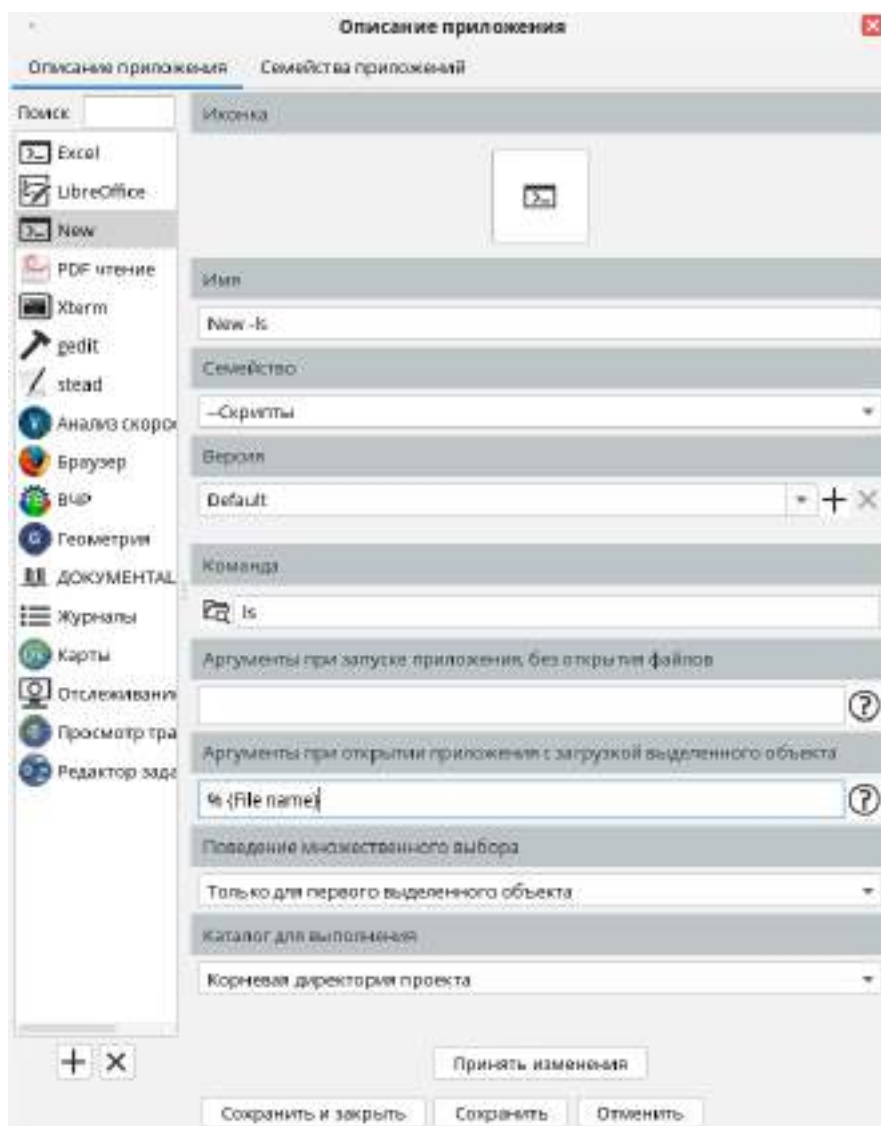 Описание приложения
Описание приложения Семейства приложений
Поиск
Excel
LibreOffice
New
PDF чтение
Xterm
gedit
stead
Анализ скоро
Браузер
ВЧР
Геометрия
ДОКУМЕНТАL
Журналы
Карты
Отслеживани
Просмотр тра
Редактор зада
Иконка
Имя
New -ls
Семейство
--Скрипты
Версия
Default
Команда
ls
Аргументы при запуске приложения, без открытия файлов
Аргументы при открытии приложения с загрузкой выделенного объекта
% {File name}
Поведение множественного выбора
Только для первого выделенного объекта
Каталог для выполнения
Корневая директория проекта
Принять изменения
Сохранить и закрыть Сохранить Отменить